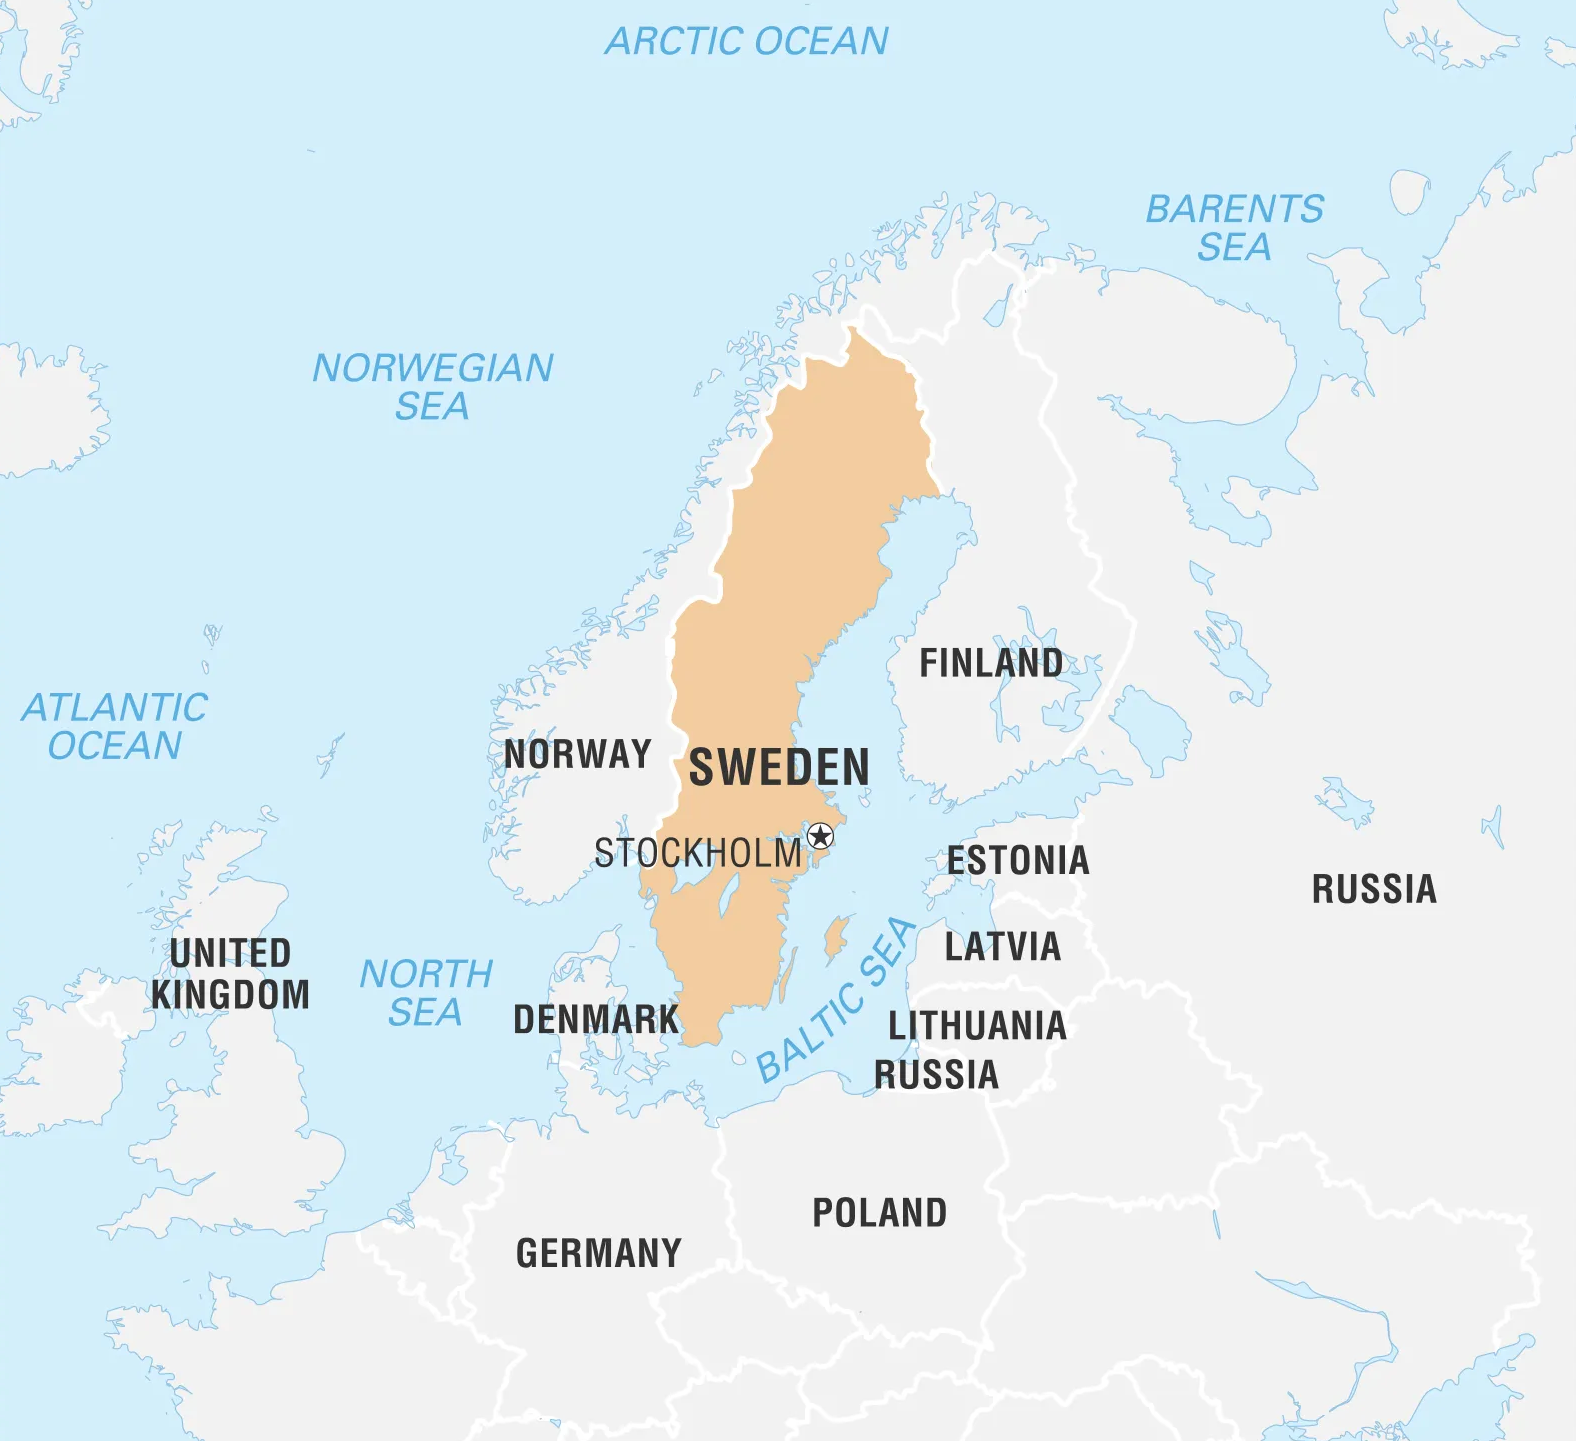 ARCTIC OCEAN
BARENTS
SEA
NORWEGIAN
SEA
FINLAND
ATLANTIC
OCEAN
NORWAY
SWEDEN
STOCKHOLM
ESTONIA
RUSSIA
UNITED
KINGDOM
NORTH
SEA
LATVIA
BALTIC SEA
DENMARK
LITHUANIA
RUSSIA
POLAND
GERMANY